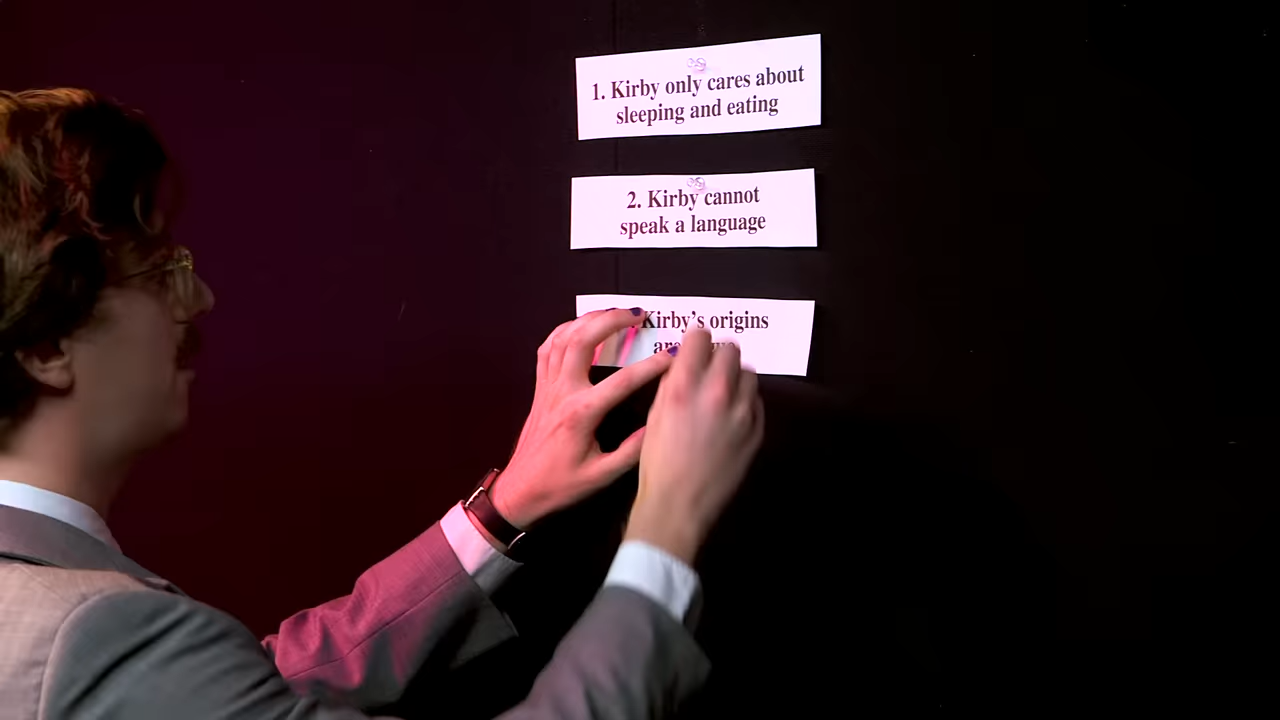 1. Kirby only cares about
sleeping and eating
2. Kirby cannot
speak a language
Kirby's origins